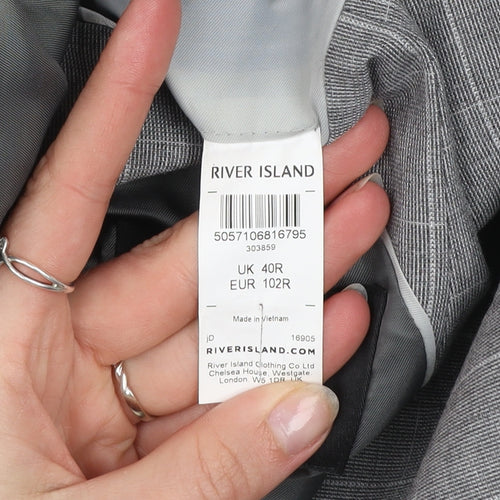 RIVER ISLAND
5057106816795
303859
UK 40R
EUR 102R
Made in Vietnam
jD 16905
RIVERISLAND.COM
River Island Clothing Co Ltd
Chelsea House, Westgate
London. W5 1DR. UK